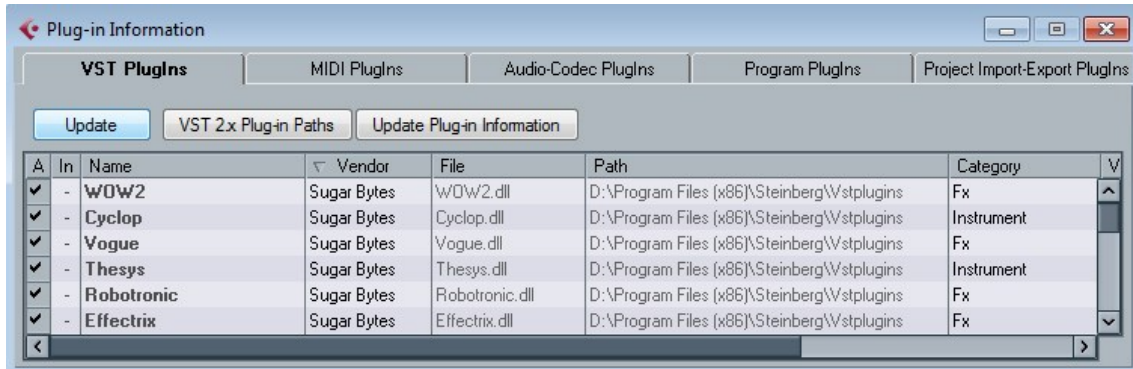 Plug-in Information
VST PlugIns MIDI PlugIns Audio-Codec PlugIns Program PlugIns Project Import-Export PlugIns
Update VST 2.x Plug-in Paths Update Plug-in Information
A In Name Vendor File Path Category V
WOW2 Sugar Bytes WOW2.dll D:\Program Files (x86)\Steinberg\Vstplugins Fx
Cyclop Sugar Bytes Cyclop.dll D:\Program Files (x86)\Steinberg\Vstplugins Instrument
Vogue Sugar Bytes Vogue.dll D:\Program Files (x86)\Steinberg\Vstplugins Fx
Thesys Sugar Bytes Thesys.dll D:\Program Files (x86)\Steinberg\Vstplugins Instrument
Robotronic Sugar Bytes Robotronic.dll D:\Program Files (x86)\Steinberg\Vstplugins Fx
Effectrix Sugar Bytes Effectrix.dll D:\Program Files (x86)\Steinberg\Vstplugins Fx